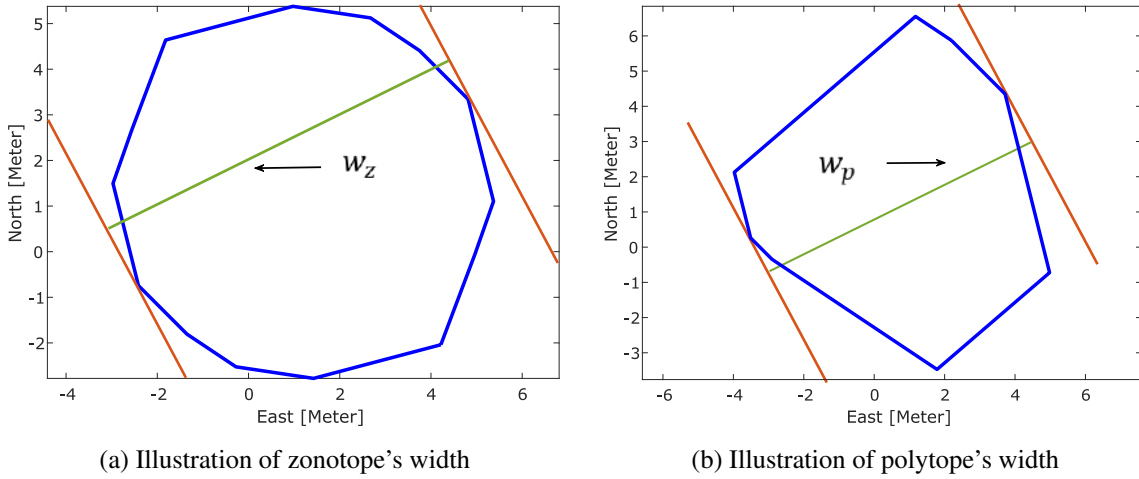 5
4
3
2
1
0
-1
-2
North [Meter]
w_z
-4 -2 0 2 4 6
East [Meter]
(a) Illustration of zonotope's width
6
5
4
3
2
1
0
-1
-2
-3
North [Meter]
w_p
-6 -4 -2 0 2 4 6
East [Meter]
(b) Illustration of polytope's width